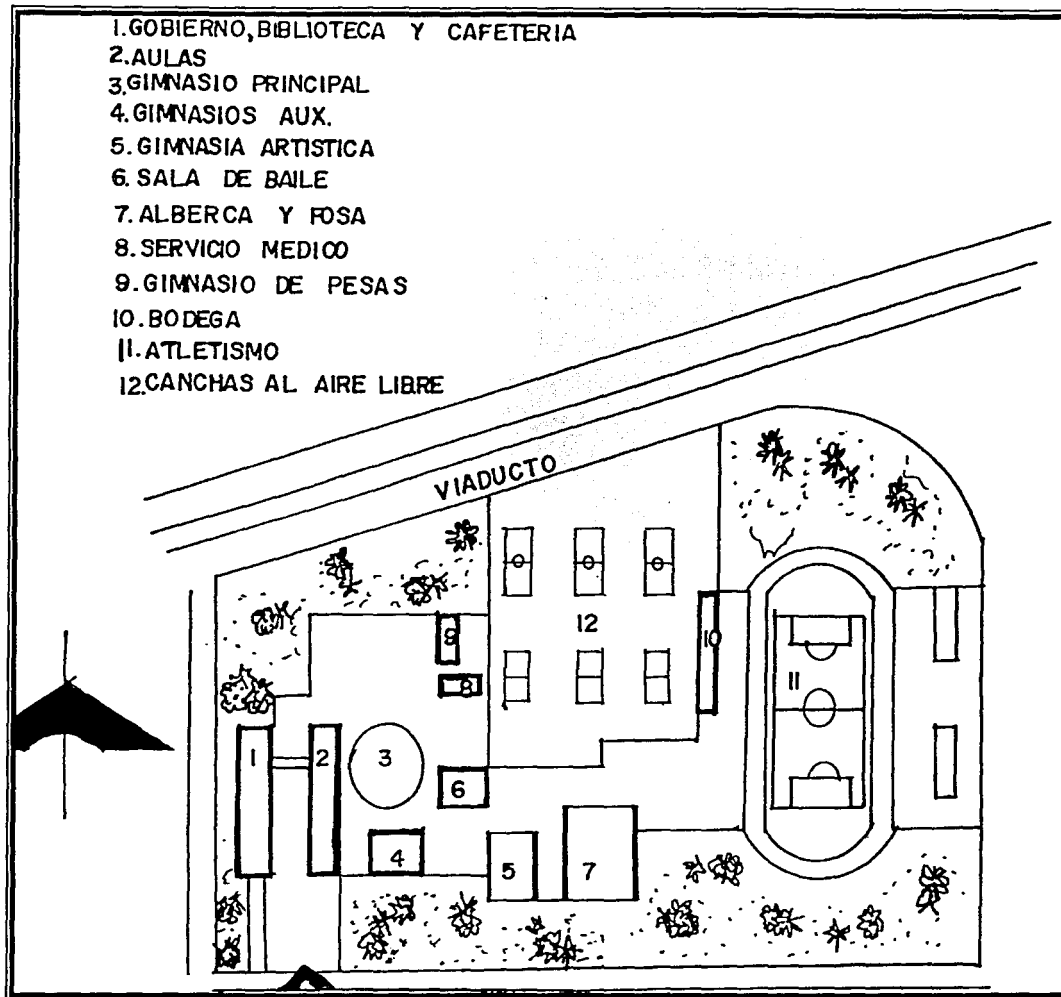 1.GOBIERNO,BIBLIOTECA Y CAFETERIA
2.AULAS
3.GIMNASIO PRINCIPAL
4.GIMNASIOS AUX.
5.GIMNASIA ARTISTICA
6.SALA DE BAILE
7.ALBERCA Y FOSA
8.SERVICIO MEDICO
9.GIMNASIO DE PESAS
10.BODEGA
11.ATLETISMO
12.CANCHAS AL AIRE LIBRE
VIADUCTO
9
12
10
8
11
1
2
3
6
4
5
7